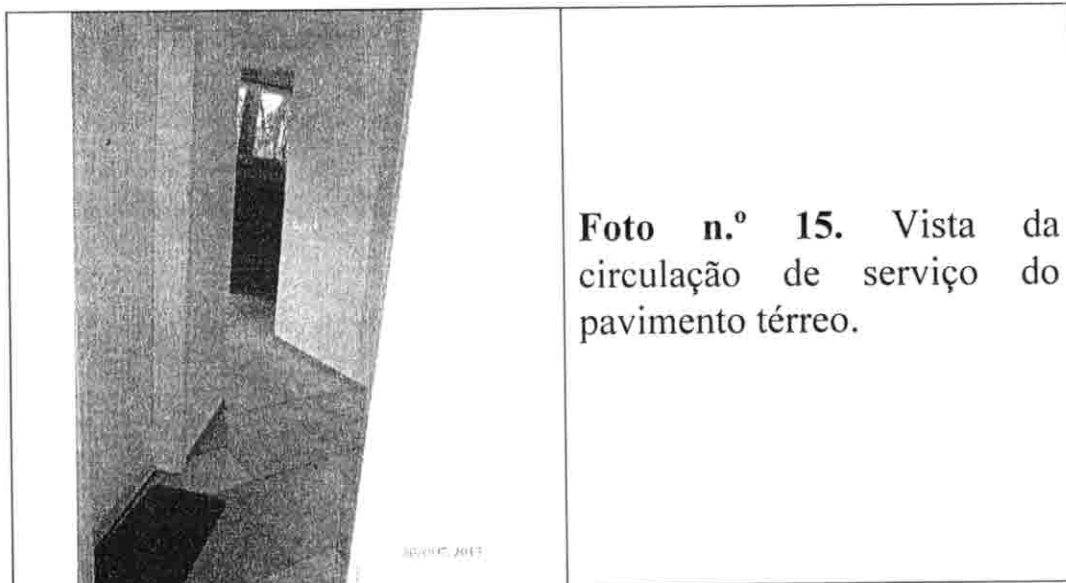 Foto n.º 15. Vista da
circulação de serviço do
pavimento térreo.